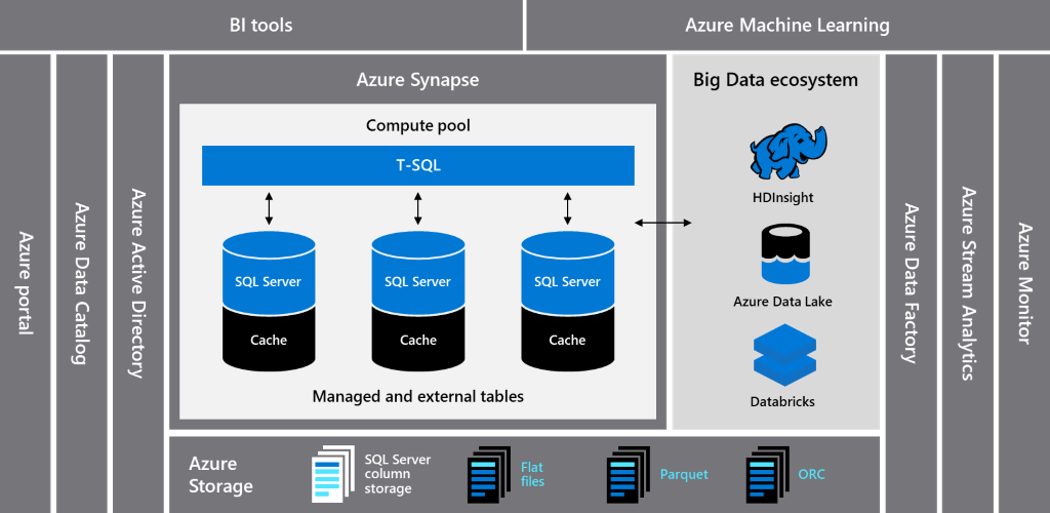 BI tools
Azure Machine Learning
Azure portal
Azure Data Catalog
Azure Active Directory
Azure Synapse
Compute pool
T-SQL
SQL Server
Cache
SQL Server
Cache
SQL Server
Cache
Managed and external tables
Big Data ecosystem
HDInsight
Azure Data Lake
Databricks
Azure Data Factory
Azure Stream Analytics
Azure Monitor
Azure
Storage
SQL Server
column
storage
Flat
files
Parquet
ORC